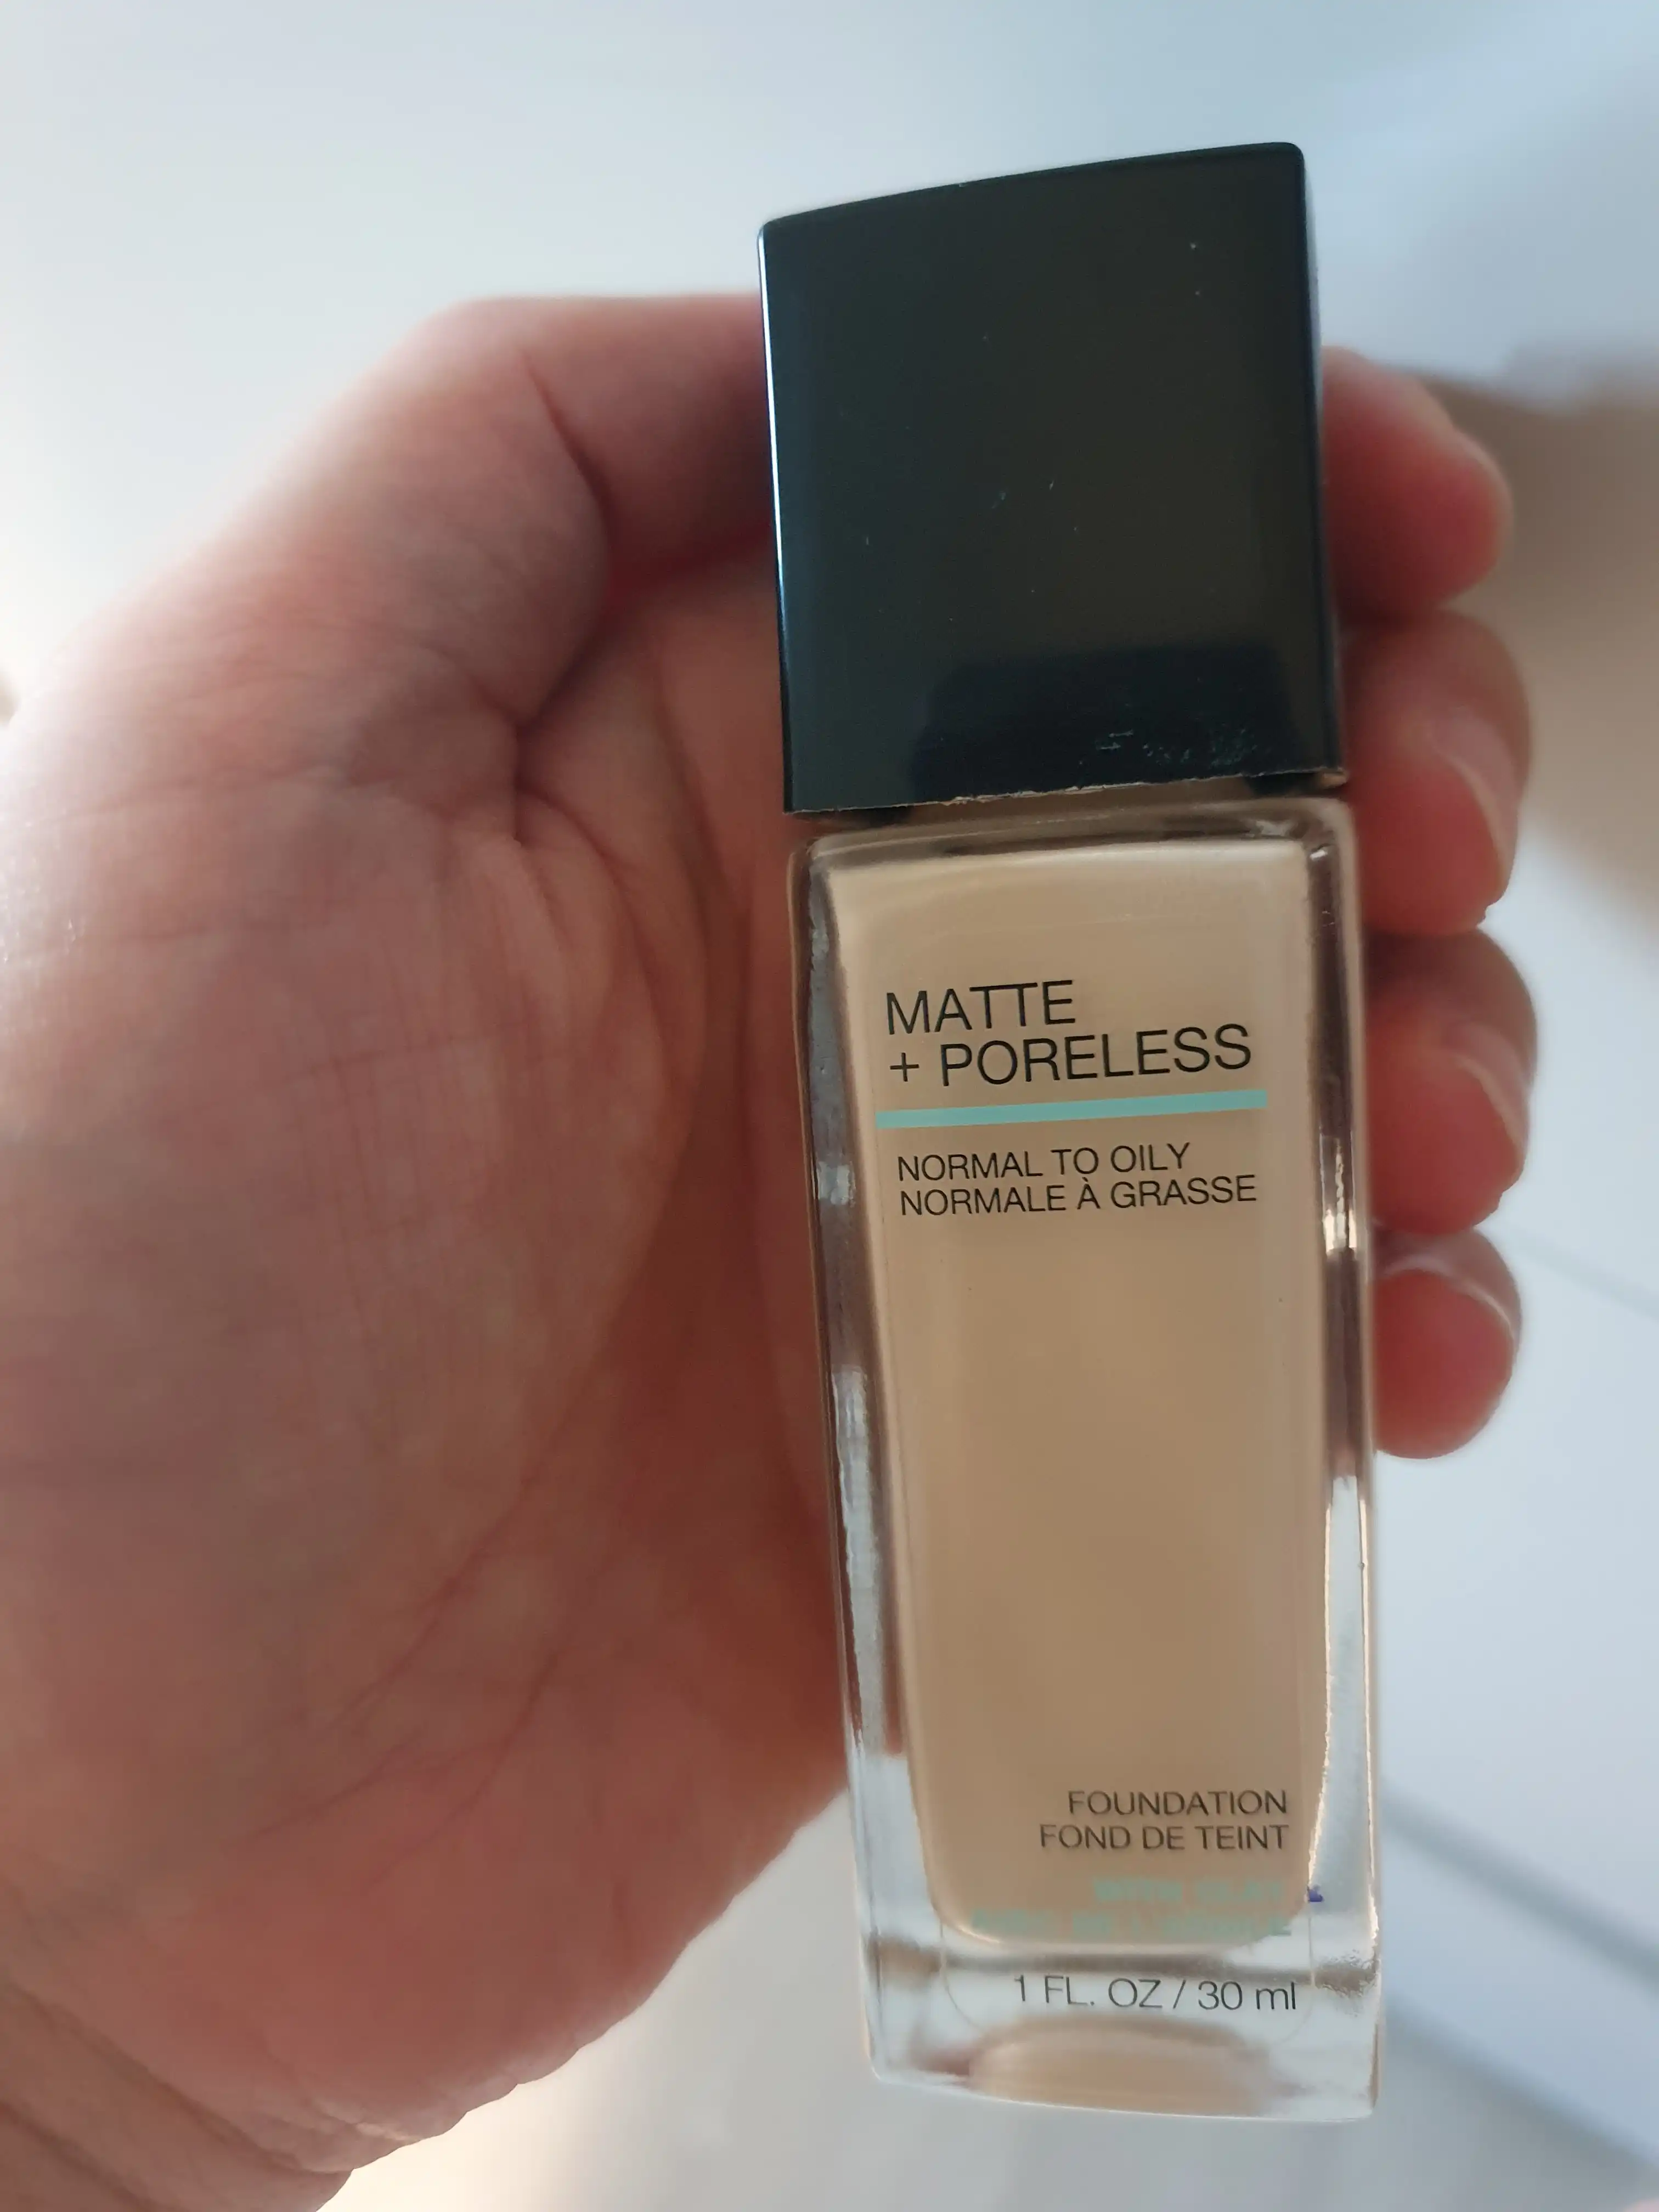 MATTE
+ PORELESS
NORMAL TO OILY
NORMALE À GRASSE
FOUNDATION
FOND DE TEINT
1 FL. OZ / 30 ml